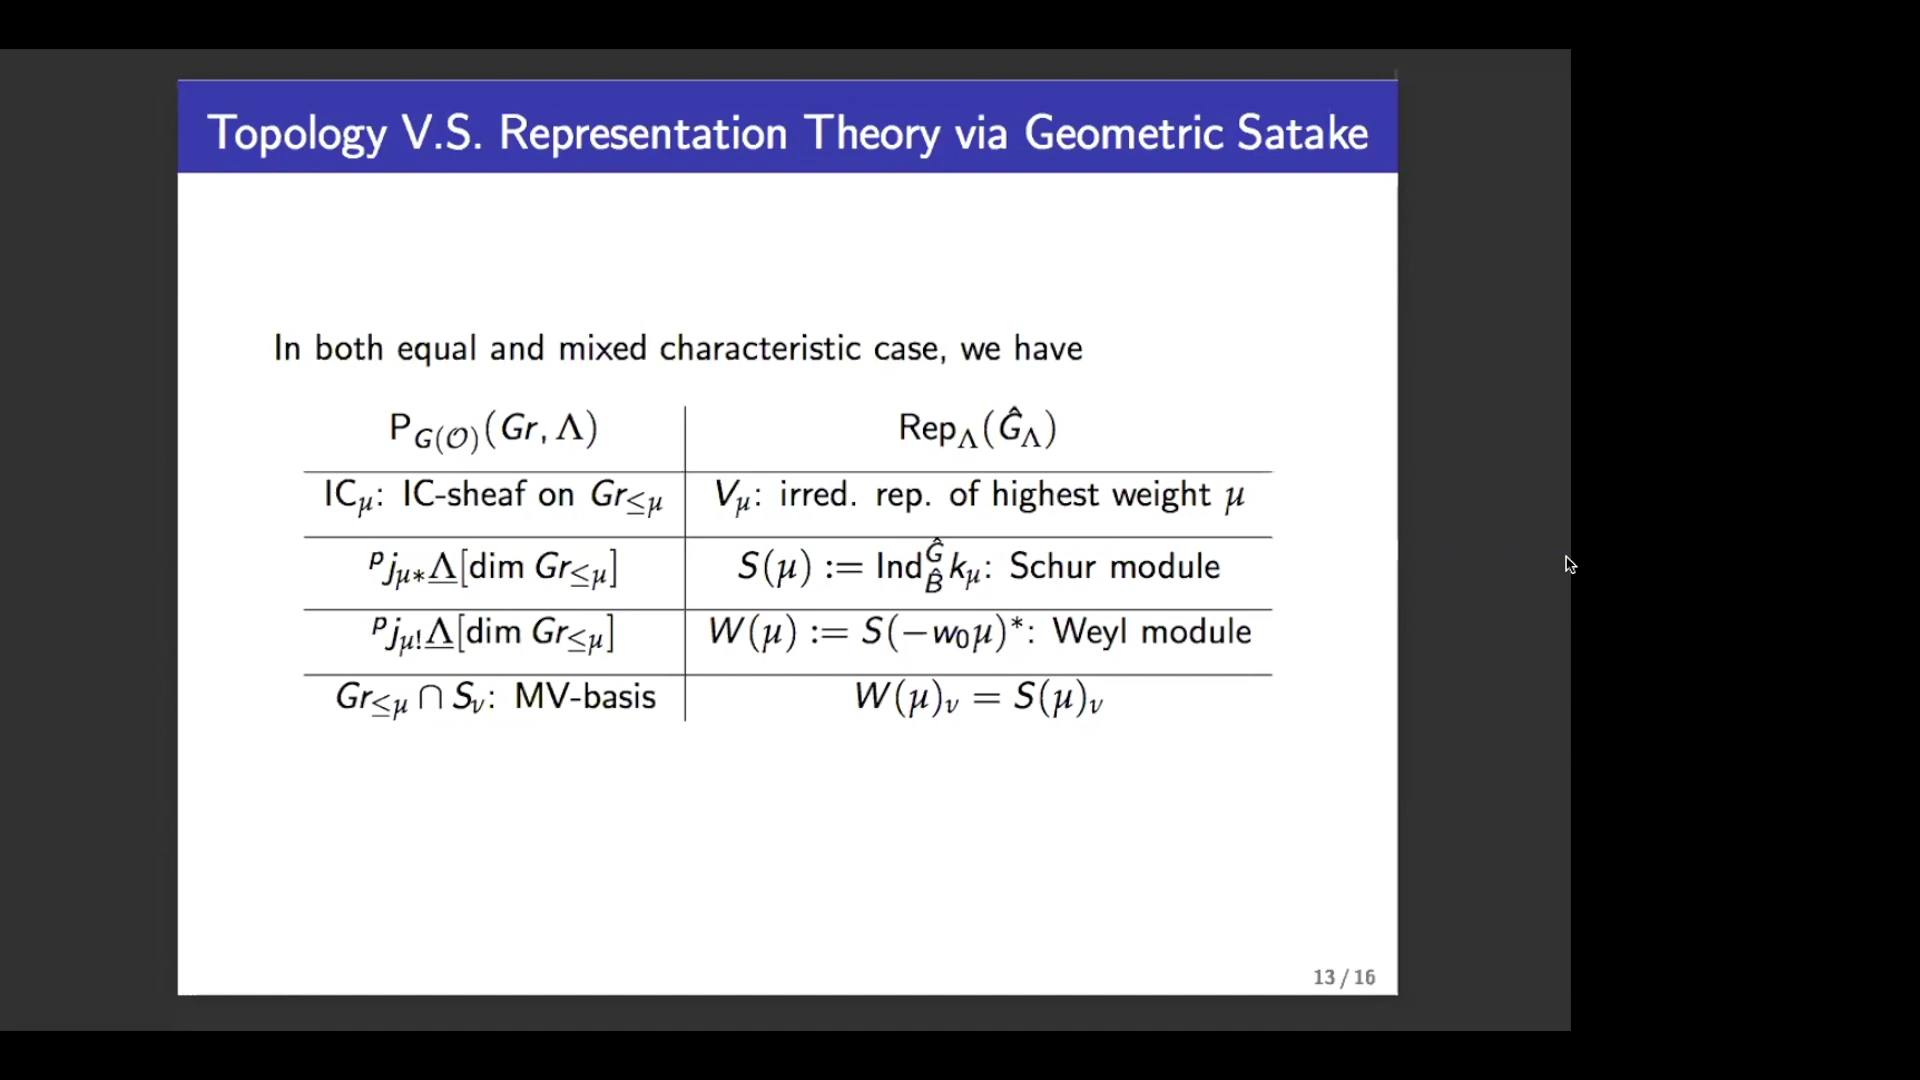 Topology V.S. Representation Theory via Geometric Satake
In both equal and mixed characteristic case, we have
P_{G(𝒪)}(Gr, Λ) Rep_Λ(Ĝ_Λ)
IC_μ: IC-sheaf on Gr_{≤μ} V_μ: irred. rep. of highest weight μ
^p j_{μ*}Λ̲[dim Gr_{≤μ}] S(μ) := Ind_{B̂}^{Ĝ} k_μ: Schur module
^p j_{μ!}Λ̲[dim Gr_{≤μ}] W(μ) := S(−w₀μ)*: Weyl module
Gr_{≤μ} ∩ S_ν: MV-basis W(μ)_ν = S(μ)_ν
13 / 16